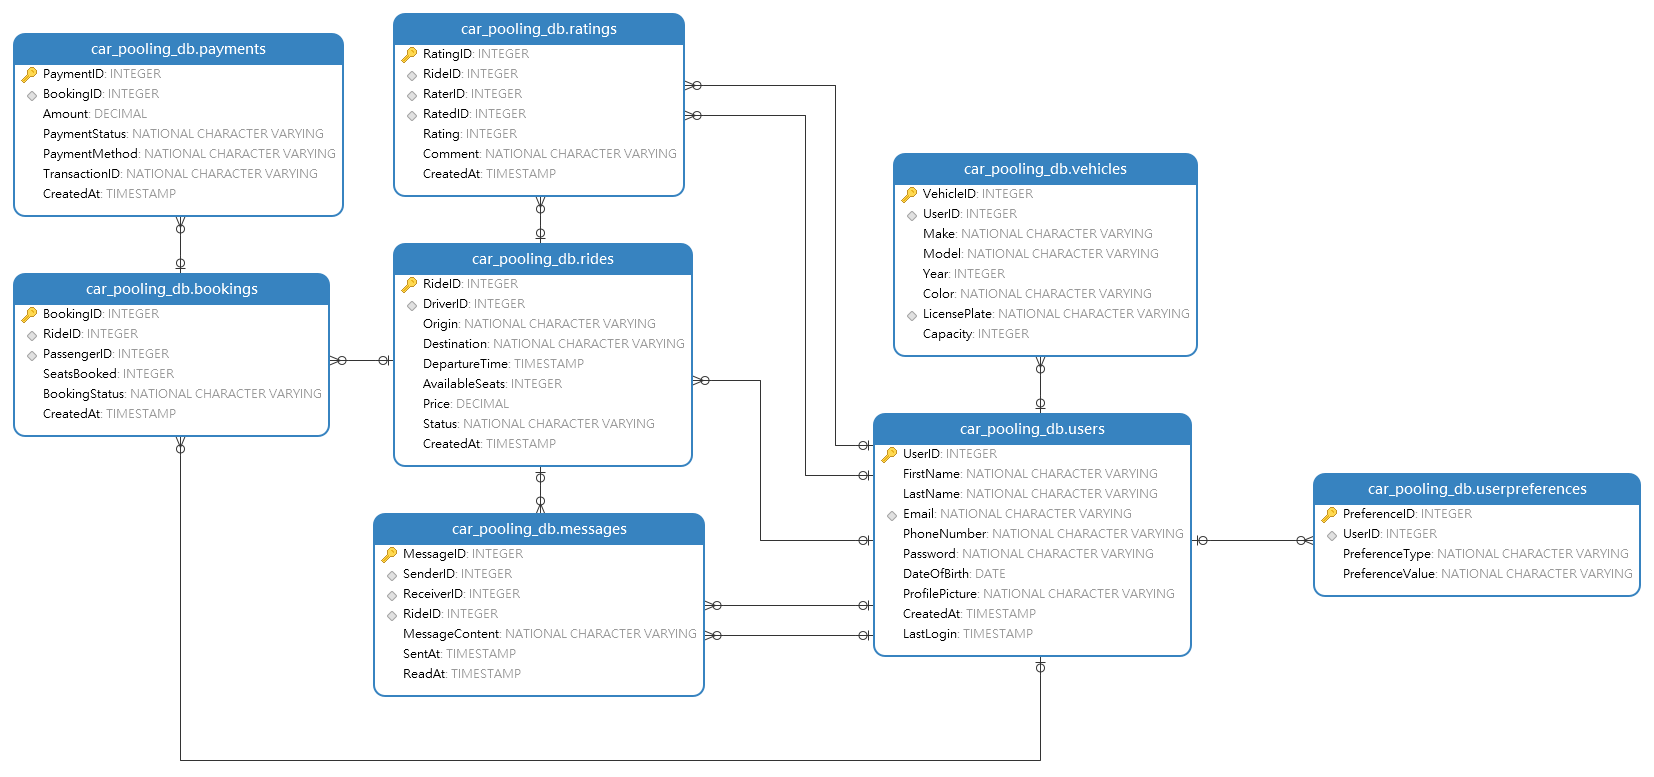 car_pooling_db.payments
PaymentID: INTEGER
BookingID: INTEGER
Amount: DECIMAL
PaymentStatus: NATIONAL CHARACTER VARYING
PaymentMethod: NATIONAL CHARACTER VARYING
TransactionID: NATIONAL CHARACTER VARYING
CreatedAt: TIMESTAMP
car_pooling_db.ratings
RatingID: INTEGER
RideID: INTEGER
RaterID: INTEGER
RatedID: INTEGER
Rating: INTEGER
Comment: NATIONAL CHARACTER VARYING
CreatedAt: TIMESTAMP
car_pooling_db.vehicles
VehicleID: INTEGER
UserID: INTEGER
Make: NATIONAL CHARACTER VARYING
Model: NATIONAL CHARACTER VARYING
Year: INTEGER
Color: NATIONAL CHARACTER VARYING
LicensePlate: NATIONAL CHARACTER VARYING
Capacity: INTEGER
car_pooling_db.bookings
BookingID: INTEGER
RideID: INTEGER
PassengerID: INTEGER
SeatsBooked: INTEGER
BookingStatus: NATIONAL CHARACTER VARYING
CreatedAt: TIMESTAMP
car_pooling_db.rides
RideID: INTEGER
DriverID: INTEGER
Origin: NATIONAL CHARACTER VARYING
Destination: NATIONAL CHARACTER VARYING
DepartureTime: TIMESTAMP
AvailableSeats: INTEGER
Price: DECIMAL
Status: NATIONAL CHARACTER VARYING
CreatedAt: TIMESTAMP
car_pooling_db.users
UserID: INTEGER
FirstName: NATIONAL CHARACTER VARYING
LastName: NATIONAL CHARACTER VARYING
Email: NATIONAL CHARACTER VARYING
PhoneNumber: NATIONAL CHARACTER VARYING
Password: NATIONAL CHARACTER VARYING
DateOfBirth: DATE
ProfilePicture: NATIONAL CHARACTER VARYING
CreatedAt: TIMESTAMP
LastLogin: TIMESTAMP
car_pooling_db.userpreferences
PreferenceID: INTEGER
UserID: INTEGER
PreferenceType: NATIONAL CHARACTER VARYING
PreferenceValue: NATIONAL CHARACTER VARYING
car_pooling_db.messages
MessageID: INTEGER
SenderID: INTEGER
ReceiverID: INTEGER
RideID: INTEGER
MessageContent: NATIONAL CHARACTER VARYING
SentAt: TIMESTAMP
ReadAt: TIMESTAMP